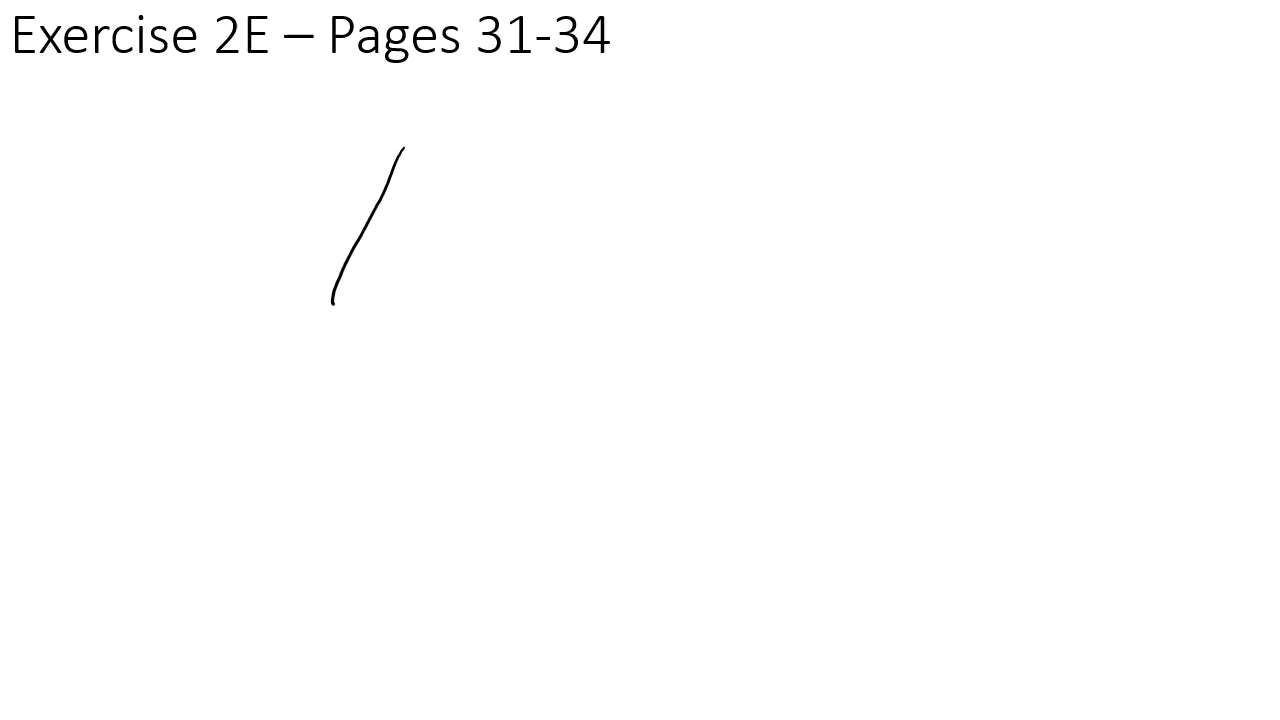 Exercise 2E – Pages 31-34